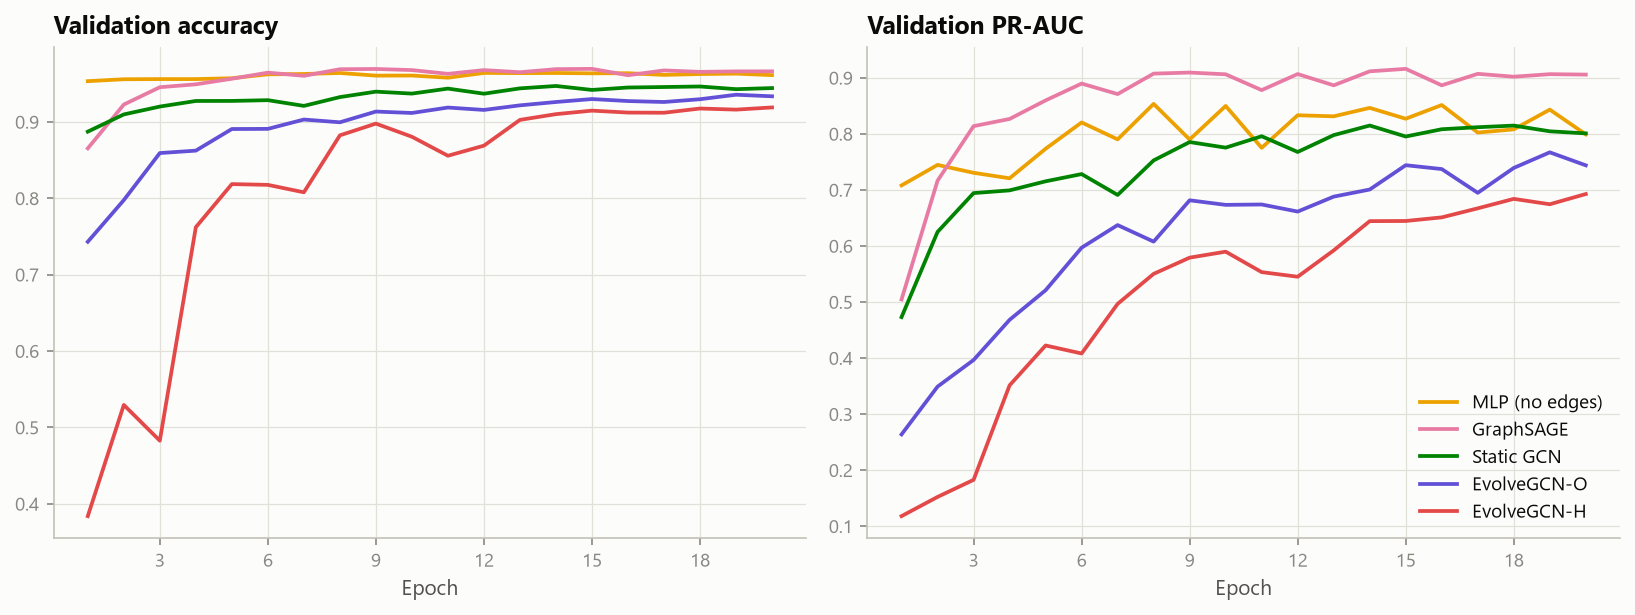 Validation accuracy
0.9
0.8
0.7
0.6
0.5
0.4
3 6 9 12 15 18
Epoch
Validation PR-AUC
0.9
0.8
0.7
0.6
0.5
0.4
0.3
0.2
0.1
3 6 9 12 15 18
Epoch
MLP (no edges)
GraphSAGE
Static GCN
EvolveGCN-O
EvolveGCN-H